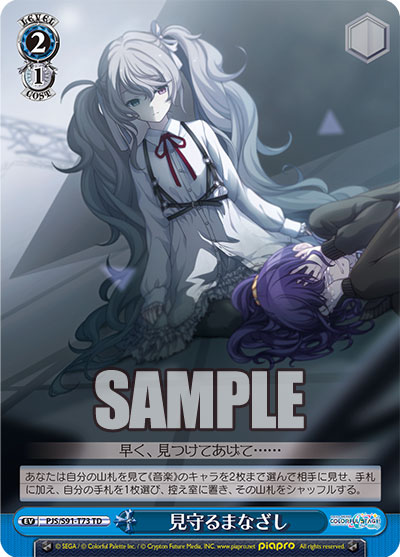 LEVEL
2
1
COST
SAMPLE
早く、見つけてあげて……
あなたは自分の山札を見て《音楽》のキャラを2枚まで選んで相手に見せ、手札
に加え、自分の手札を1枚選び、控え室に置き、その山札をシャッフルする。
EV PJS/S91-T73 TD
見守るまなざし
COLORFUL STAGE
© SEGA / © Colorful Palette Inc. / © Crypton Future Media, INC. www.piapro.net piapro All rights reserved.